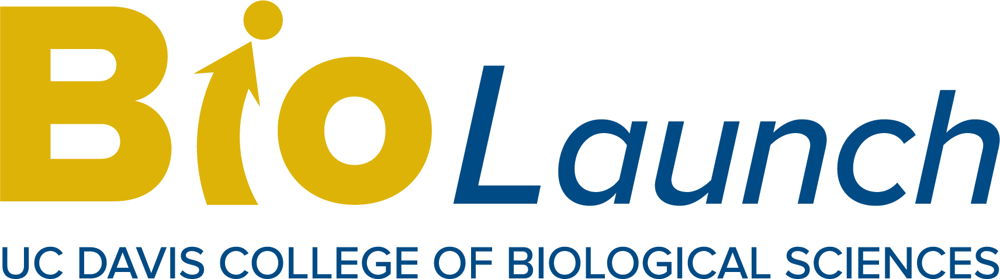 BioLaunch
UC DAVIS COLLEGE OF BIOLOGICAL SCIENCES